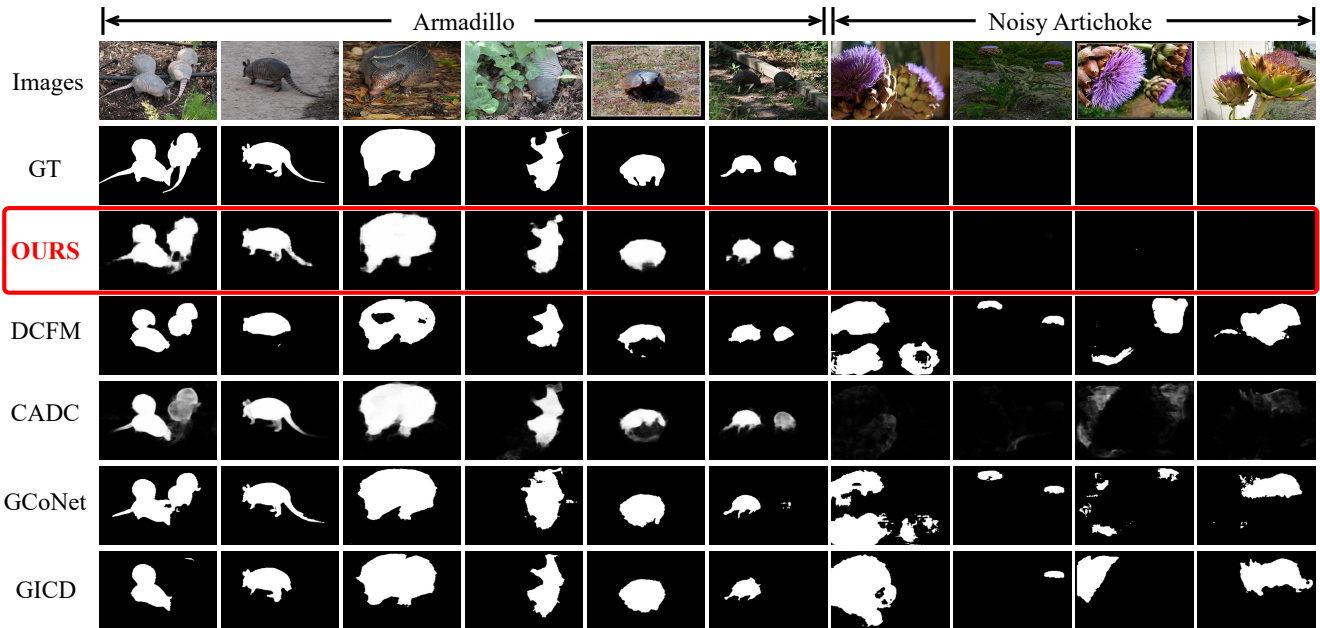 Armadillo
Noisy Artichoke
Images
GT
OURS
DCFM
CADC
GCoNet
GICD